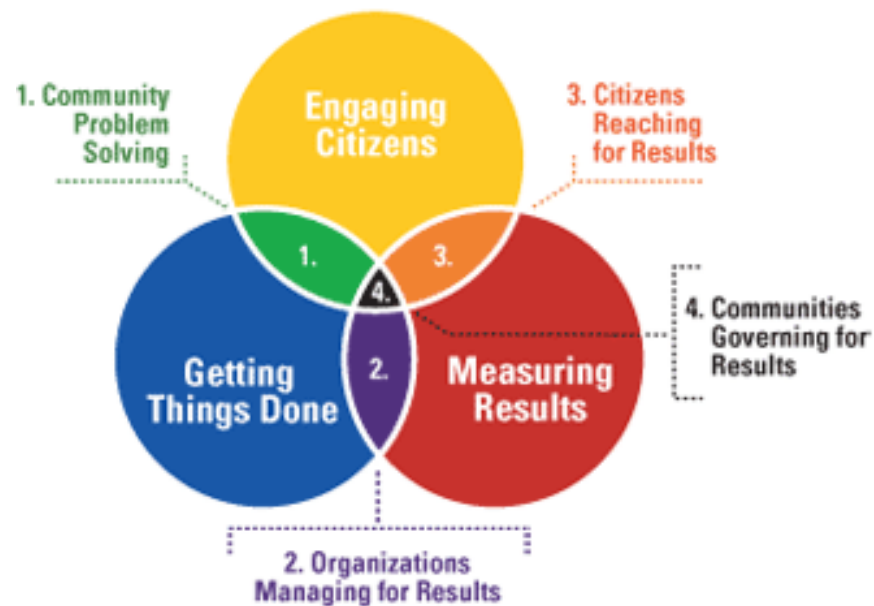 1. Community
Problem
Solving
Engaging
Citizens
3. Citizens
Reaching
for Results
1.
3.
4.
4. Communities
Governing for
Results
Getting
Things Done
2.
Measuring
Results
2. Organizations
Managing for Results